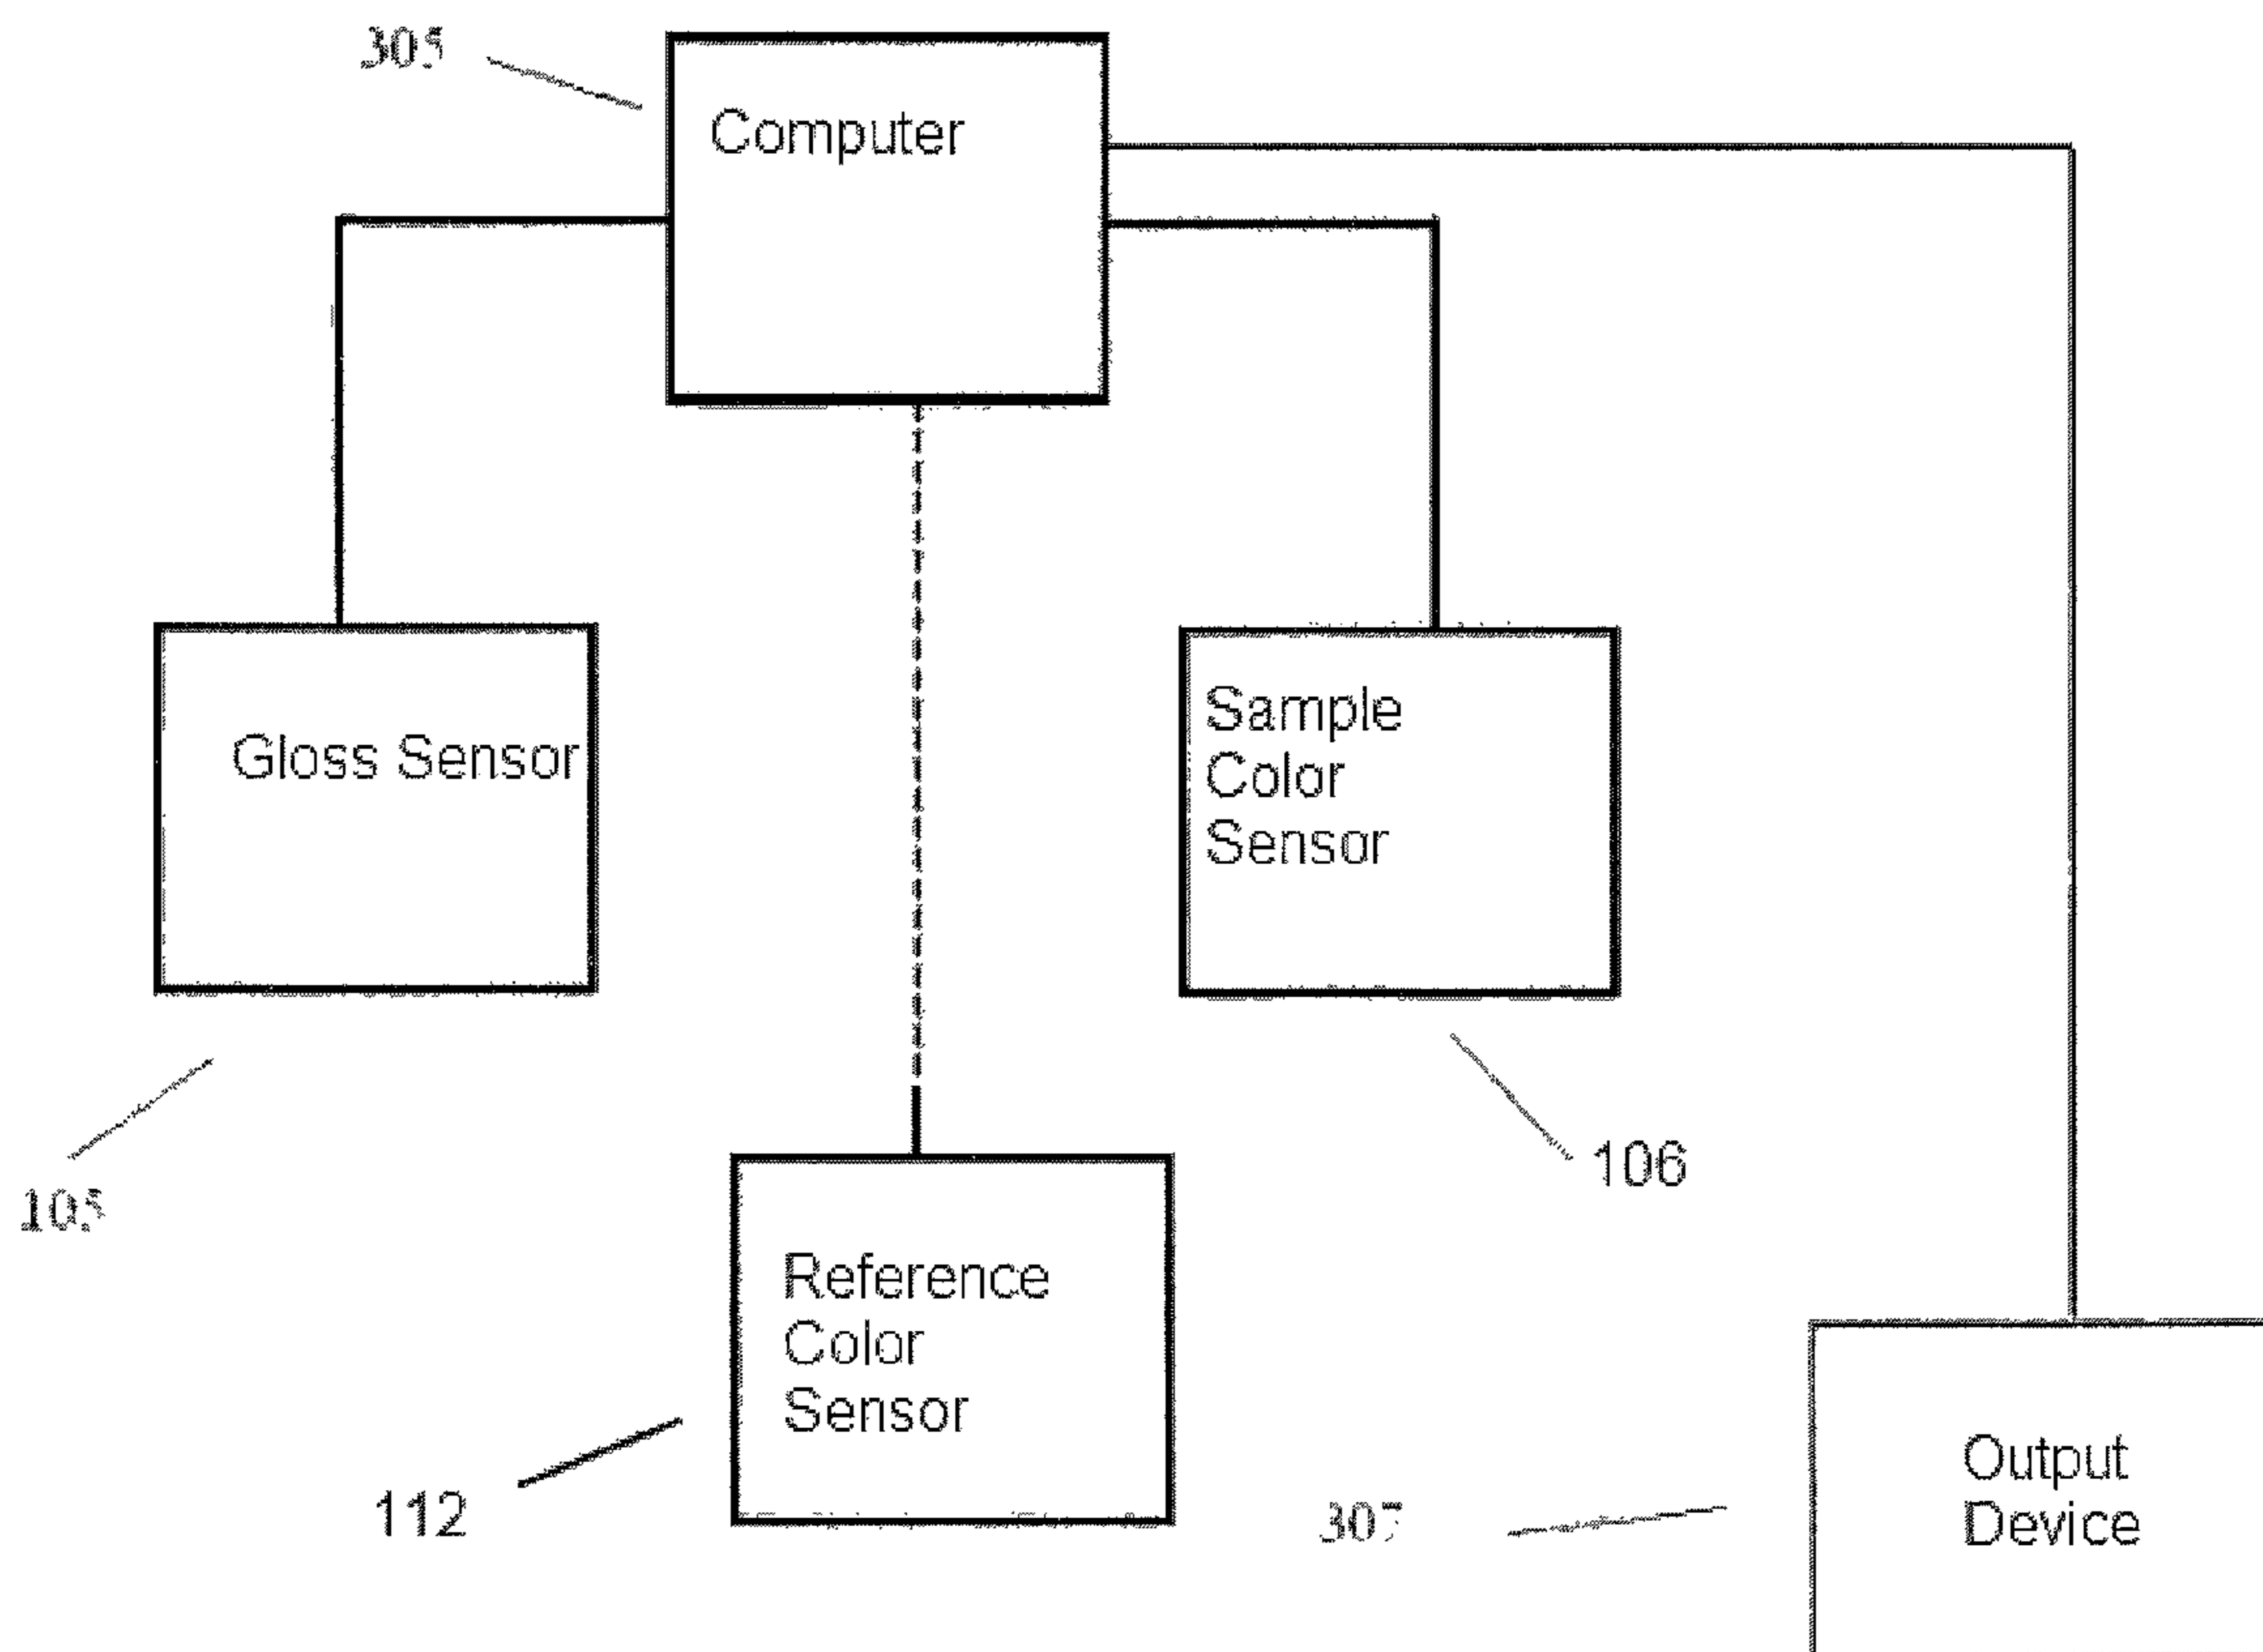 305
Computer
Gloss Sensor
Sample
Color
Sensor
105
106
Reference
Color
Sensor
112
307
Output
Device